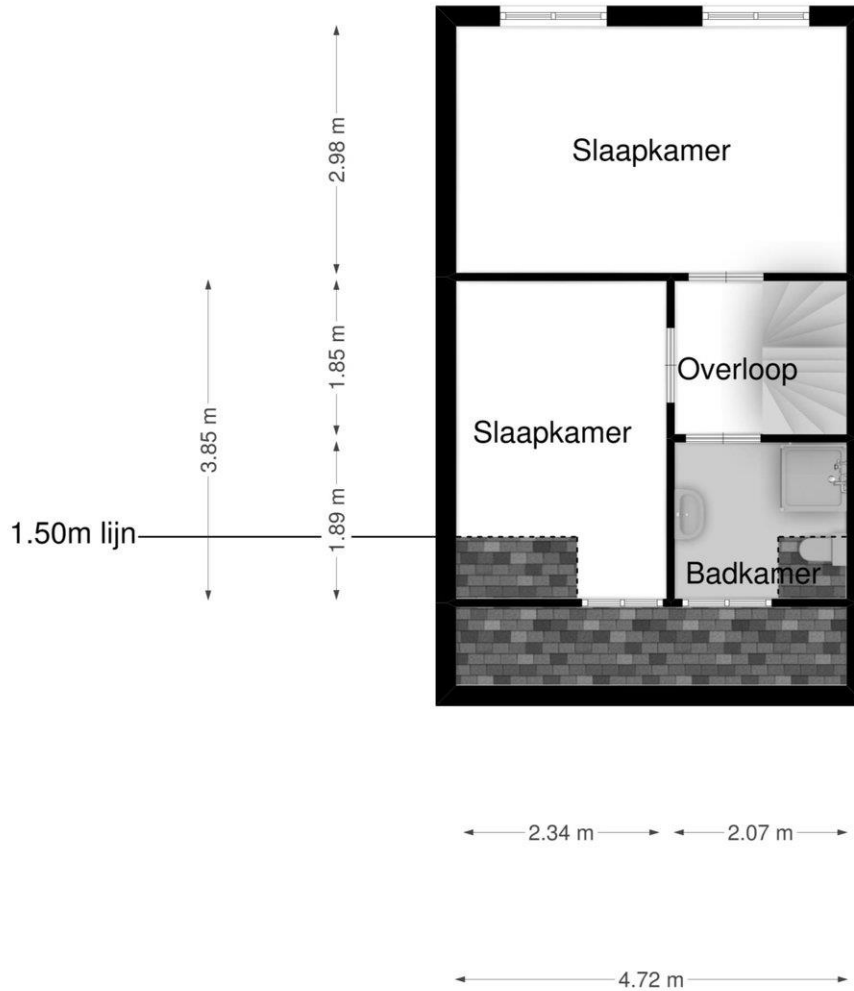 Slaapkamer
2.98 m
1.85 m
3.85 m
Overloop
Slaapkamer
1.89 m
1.50m lijn
Badkamer
2.34 m
2.07 m
4.72 m